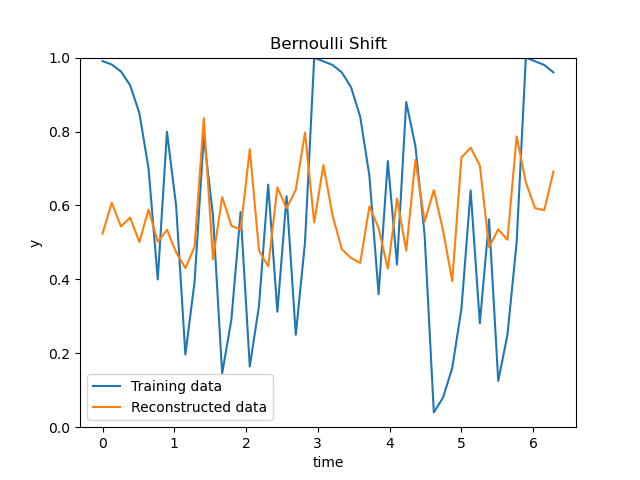 Bernoulli Shift
1.0
0.8
0.6
0.4
0.2
0.0
y
Training data
Reconstructed data
0 1 2 3 4 5 6
time